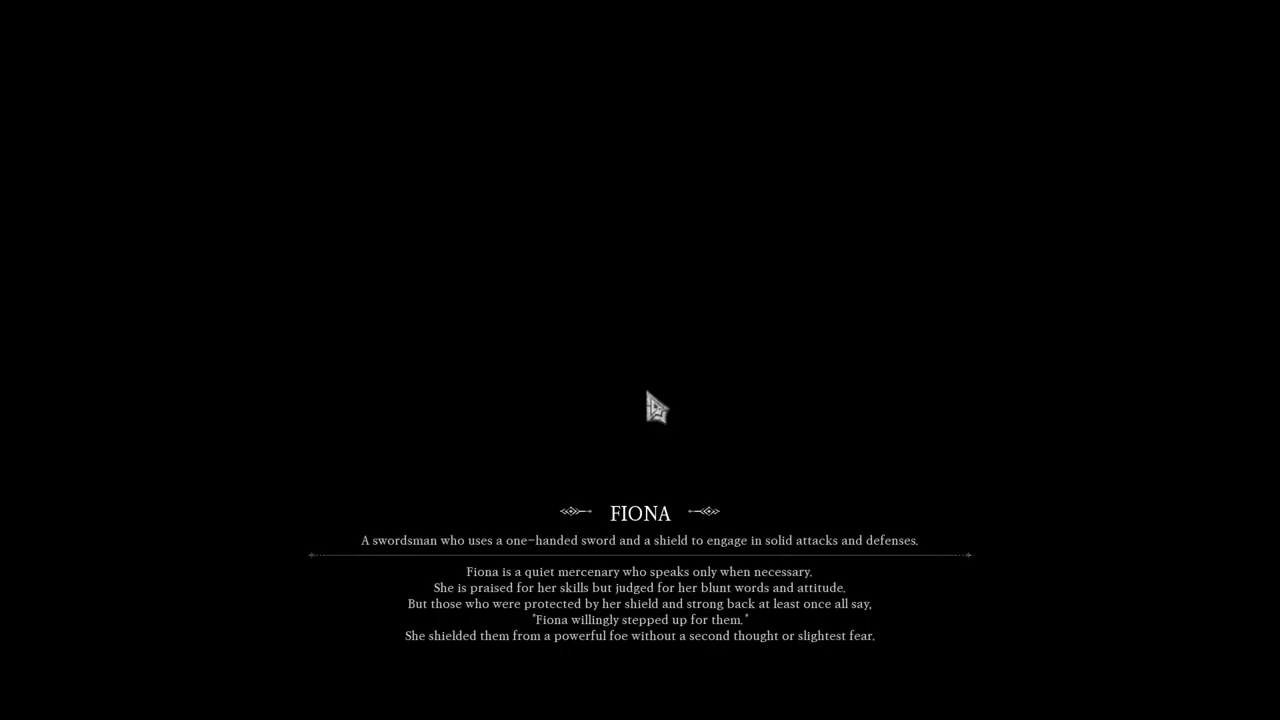 FIONA
A swordsman who uses a one-handed sword and a shield to engage in solid attacks and defenses.
Fiona is a quiet mercenary who speaks only when necessary.
She is praised for her skills but judged for her blunt words and attitude.
But those who were protected by her shield and strong back at least once all say,
"Fiona willingly stepped up for them."
She shielded them from a powerful foe without a second thought or slightest fear.